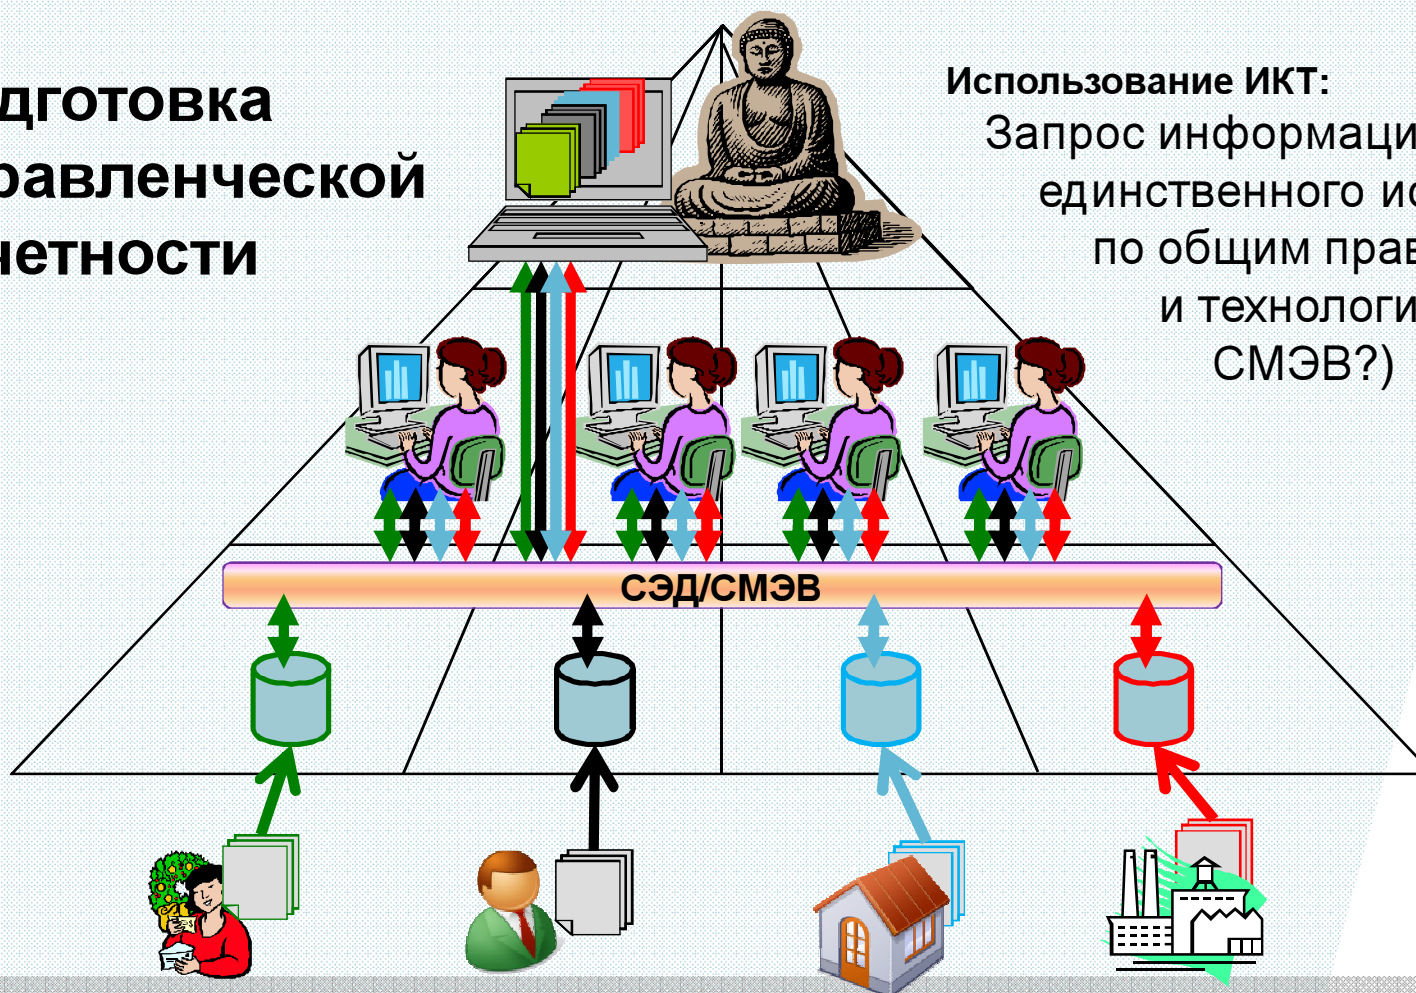 дготовка
равленческой
четности
Использование ИКТ:
Запрос информаци
единственного ис
по общим прав
и технологи
СМЭВ?)
СЭД/СМЭВ